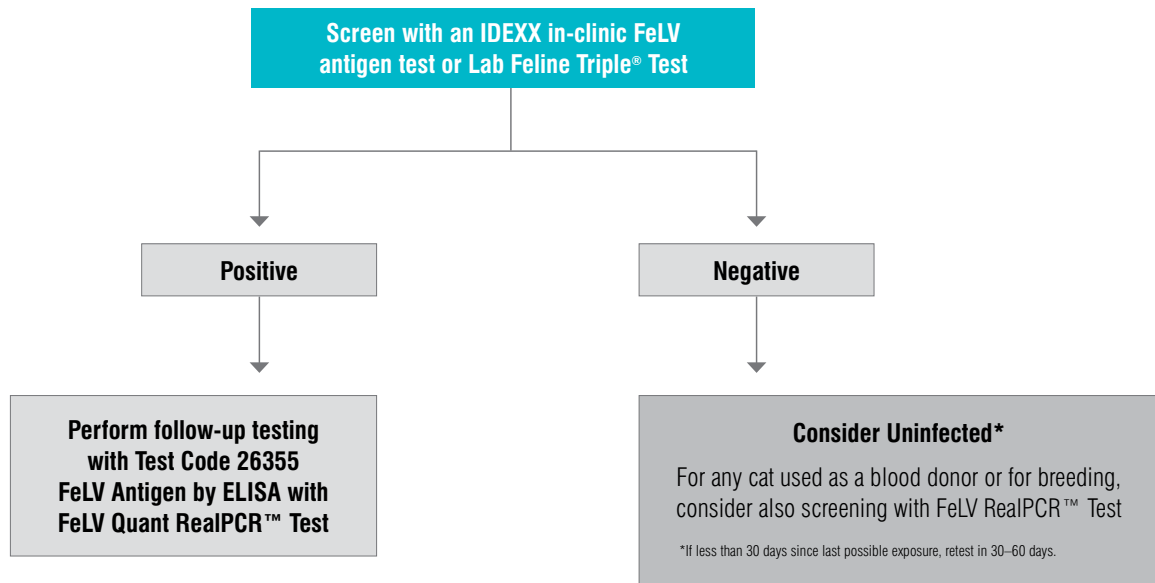 Screen with an IDEXX in-clinic FeLV
antigen test or Lab Feline Triple® Test
Positive
Negative
Perform follow-up testing
with Test Code 26355
FeLV Antigen by ELISA with
FeLV Quant RealPCR™ Test
Consider Uninfected*
For any cat used as a blood donor or for breeding,
consider also screening with FeLV RealPCR™ Test
*If less than 30 days since last possible exposure, retest in 30–60 days.